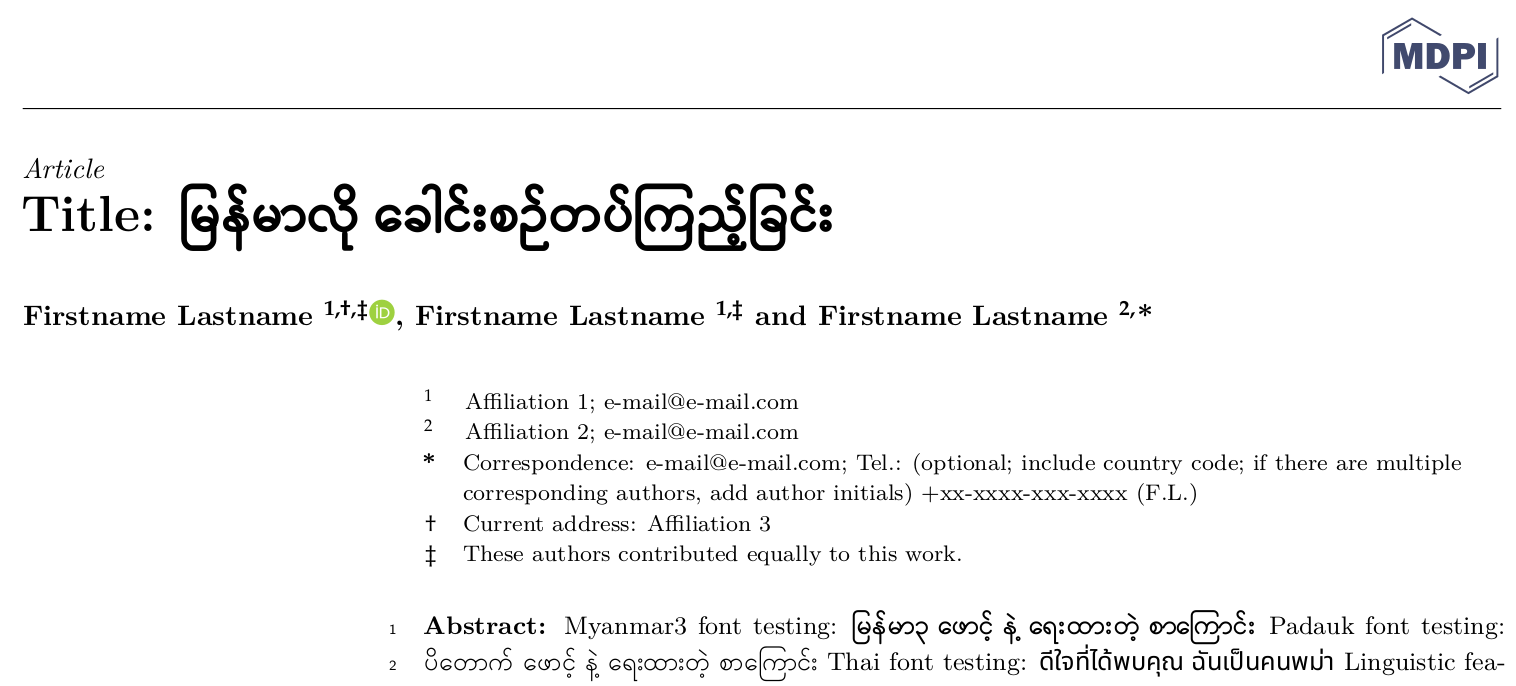 MDPI
Article
Title: မြန်မာလို ခေါင်းစဉ်တပ်ကြည့်ခြင်း
Firstname Lastname 1,†,‡ iD, Firstname Lastname 1,‡ and Firstname Lastname 2,*
1 Affiliation 1; e-mail@e-mail.com
2 Affiliation 2; e-mail@e-mail.com
* Correspondence: e-mail@e-mail.com; Tel.: (optional; include country code; if there are multiple
corresponding authors, add author initials) +xx-xxxx-xxx-xxxx (F.L.)
† Current address: Affiliation 3
‡ These authors contributed equally to this work.
1 Abstract: Myanmar3 font testing: မြန်မာ၃ ဖောင့် နဲ့ ရေးထားတဲ့ စာကြောင်း Padauk font testing:
2 ပိတောက် ဖောင့် နဲ့ ရေးထားတဲ့ စာကြောင်း Thai font testing: ดีใจที่ได้พบคุณ ฉันเป็นคนพม่า Linguistic fea-